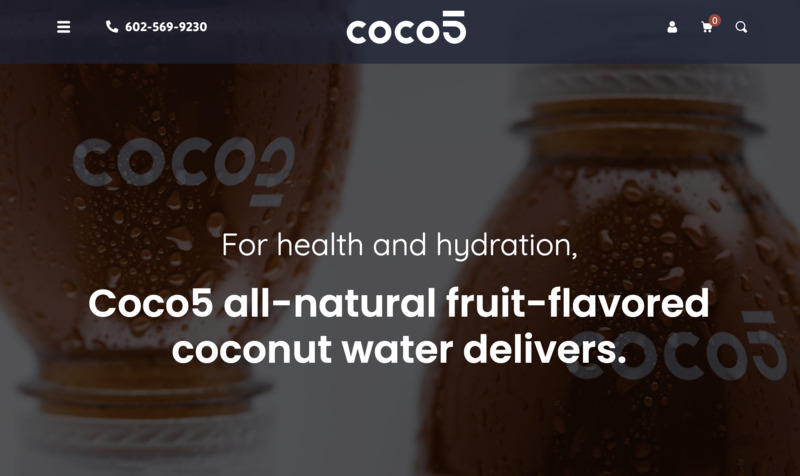 602-569-9230
coco5
0
coco5
For health and hydration,
Coco5 all-natural fruit-flavored
coconut water delivers.
coco5